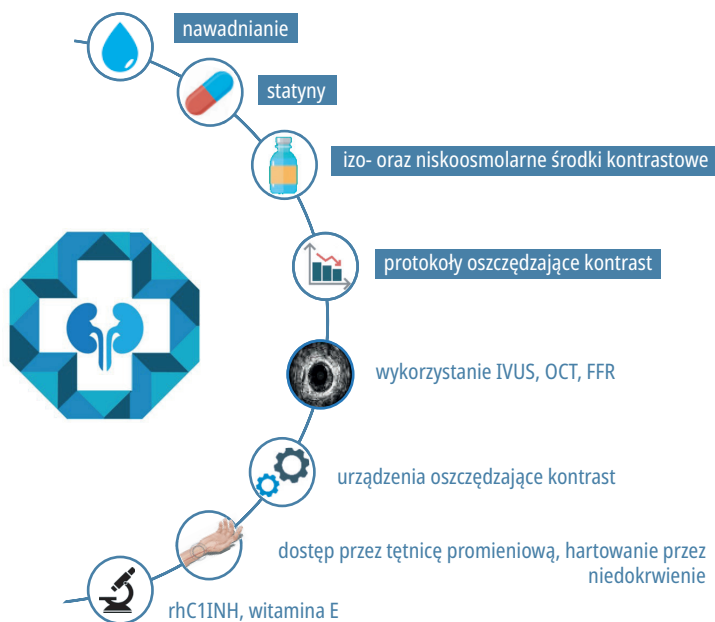 nawadnianie
statyny
izo- oraz niskoosmolarne środki kontrastowe
protokoły oszczędzające kontrast
wykorzystanie IVUS, OCT, FFR
urządzenia oszczędzające kontrast
dostęp przez tętnicę promieniową, hartowanie przez
niedokrwienie
rhC1INH, witamina E